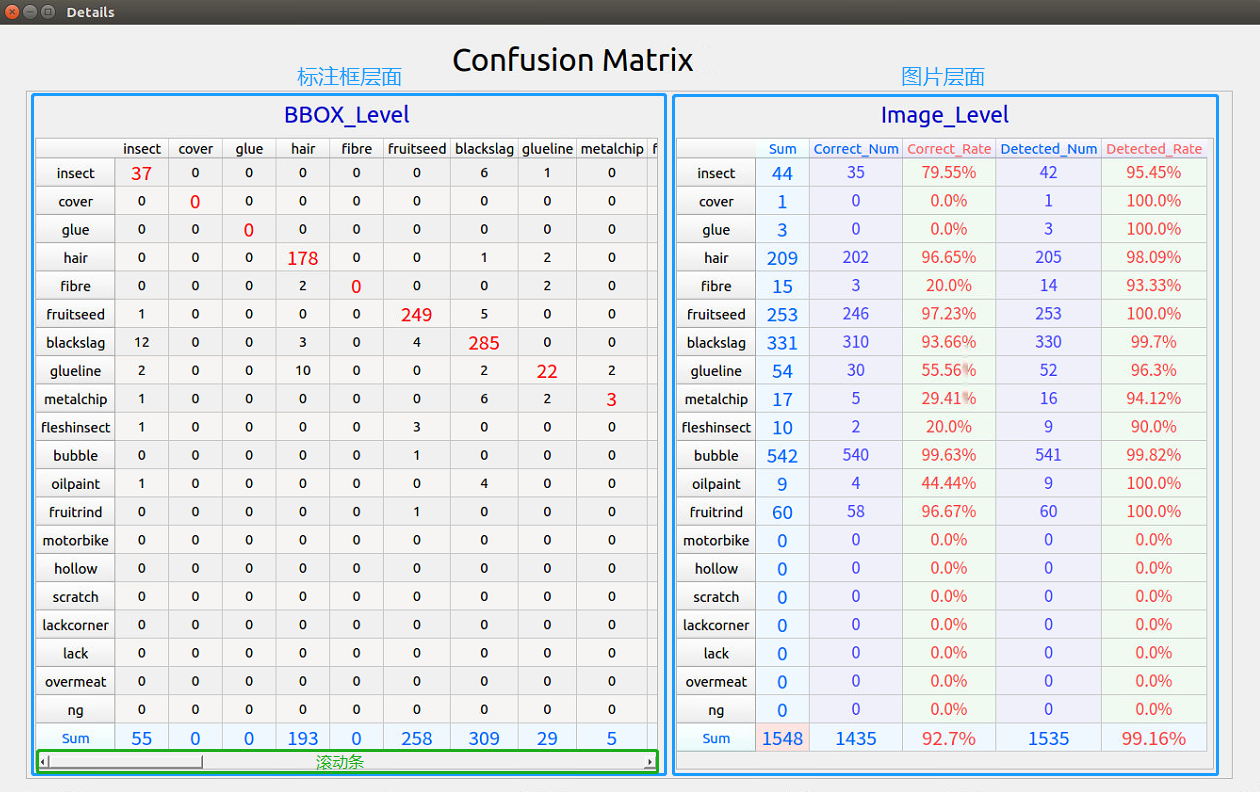 Details
Confusion Matrix
标注框层面
图片层面
BBOX_Level
insect cover glue hair fibre fruitseed blackslag glueline metalchip f
insect 37 0 0 0 0 0 6 1 0
cover 0 0 0 0 0 0 0 0 0
glue 0 0 0 0 0 0 0 0 0
hair 0 0 0 178 0 0 1 2 0
fibre 0 0 0 2 0 0 0 2 0
fruitseed 1 0 0 0 0 249 5 0 0
blackslag 12 0 0 3 0 4 285 0 0
glueline 2 0 0 10 0 0 2 22 2
metalchip 1 0 0 0 0 0 6 2 3
fleshinsect 1 0 0 0 0 3 0 0 0
bubble 0 0 0 0 0 1 0 0 0
oilpaint 1 0 0 0 0 0 4 0 0
fruitrind 0 0 0 0 0 1 0 0 0
motorbike 0 0 0 0 0 0 0 0 0
hollow 0 0 0 0 0 0 0 0 0
scratch 0 0 0 0 0 0 0 0 0
lackcorner 0 0 0 0 0 0 0 0 0
lack 0 0 0 0 0 0 0 0 0
overmeat 0 0 0 0 0 0 0 0 0
ng 0 0 0 0 0 0 0 0 0
Sum 55 0 0 193 0 258 309 29 5
滚动条
Image_Level
Sum Correct_Num Correct_Rate Detected_Num Detected_Rate
insect 44 35 79.55% 42 95.45%
cover 1 0 0.0% 1 100.0%
glue 3 0 0.0% 3 100.0%
hair 209 202 96.65% 205 98.09%
fibre 15 3 20.0% 14 93.33%
fruitseed 253 246 97.23% 253 100.0%
blackslag 331 310 93.66% 330 99.7%
glueline 54 30 55.56% 52 96.3%
metalchip 17 5 29.41% 16 94.12%
fleshinsect 10 2 20.0% 9 90.0%
bubble 542 540 99.63% 541 99.82%
oilpaint 9 4 44.44% 9 100.0%
fruitrind 60 58 96.67% 60 100.0%
motorbike 0 0 0.0% 0 0.0%
hollow 0 0 0.0% 0 0.0%
scratch 0 0 0.0% 0 0.0%
lackcorner 0 0 0.0% 0 0.0%
lack 0 0 0.0% 0 0.0%
overmeat 0 0 0.0% 0 0.0%
ng 0 0 0.0% 0 0.0%
Sum 1548 1435 92.7% 1535 99.16%